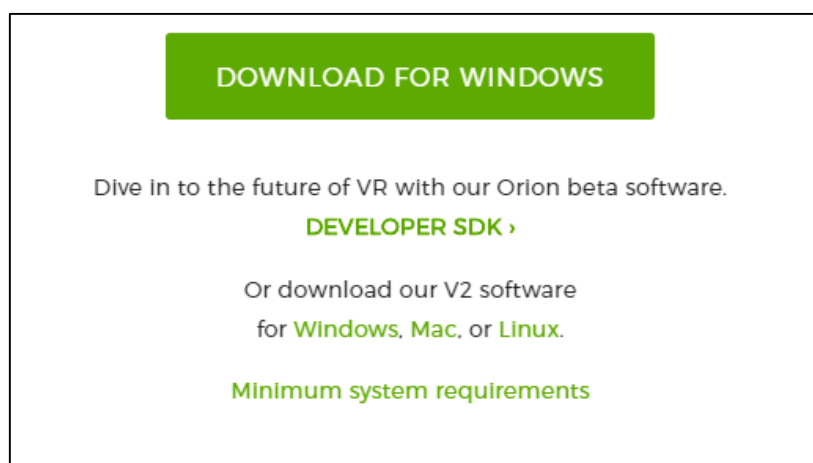 DOWNLOAD FOR WINDOWS
Dive in to the future of VR with our Orion beta software.
DEVELOPER SDK ›
Or download our V2 software
for Windows, Mac, or Linux.
Minimum system requirements